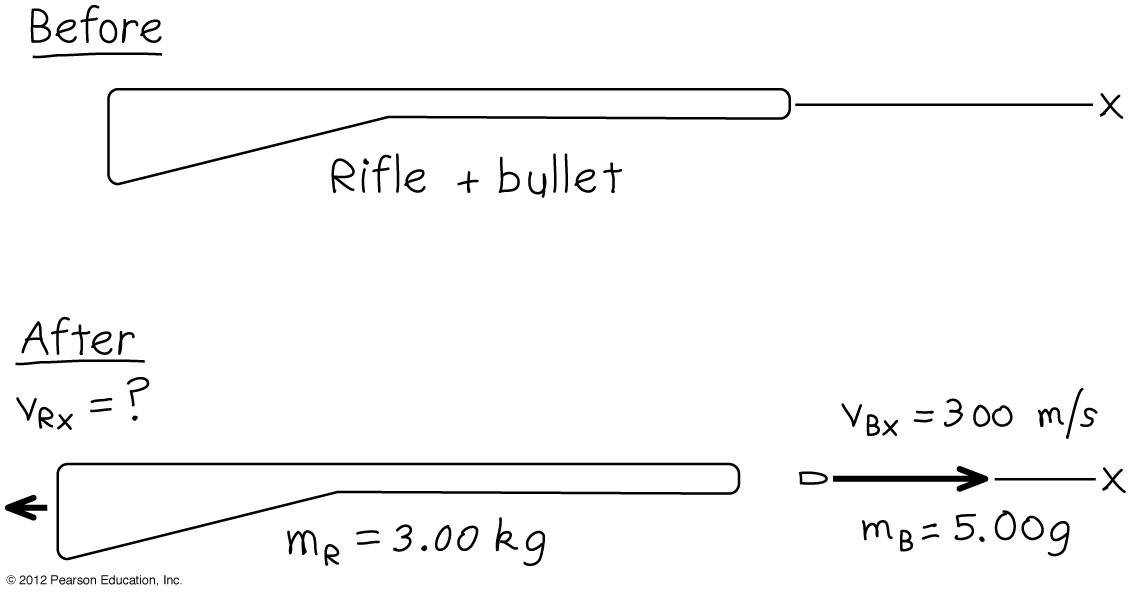 Before
x
Rifle + bullet
After
vRx = ?
vBx = 300 m/s
x
mR = 3.00 kg
mB = 5.00g
© 2012 Pearson Education, Inc.